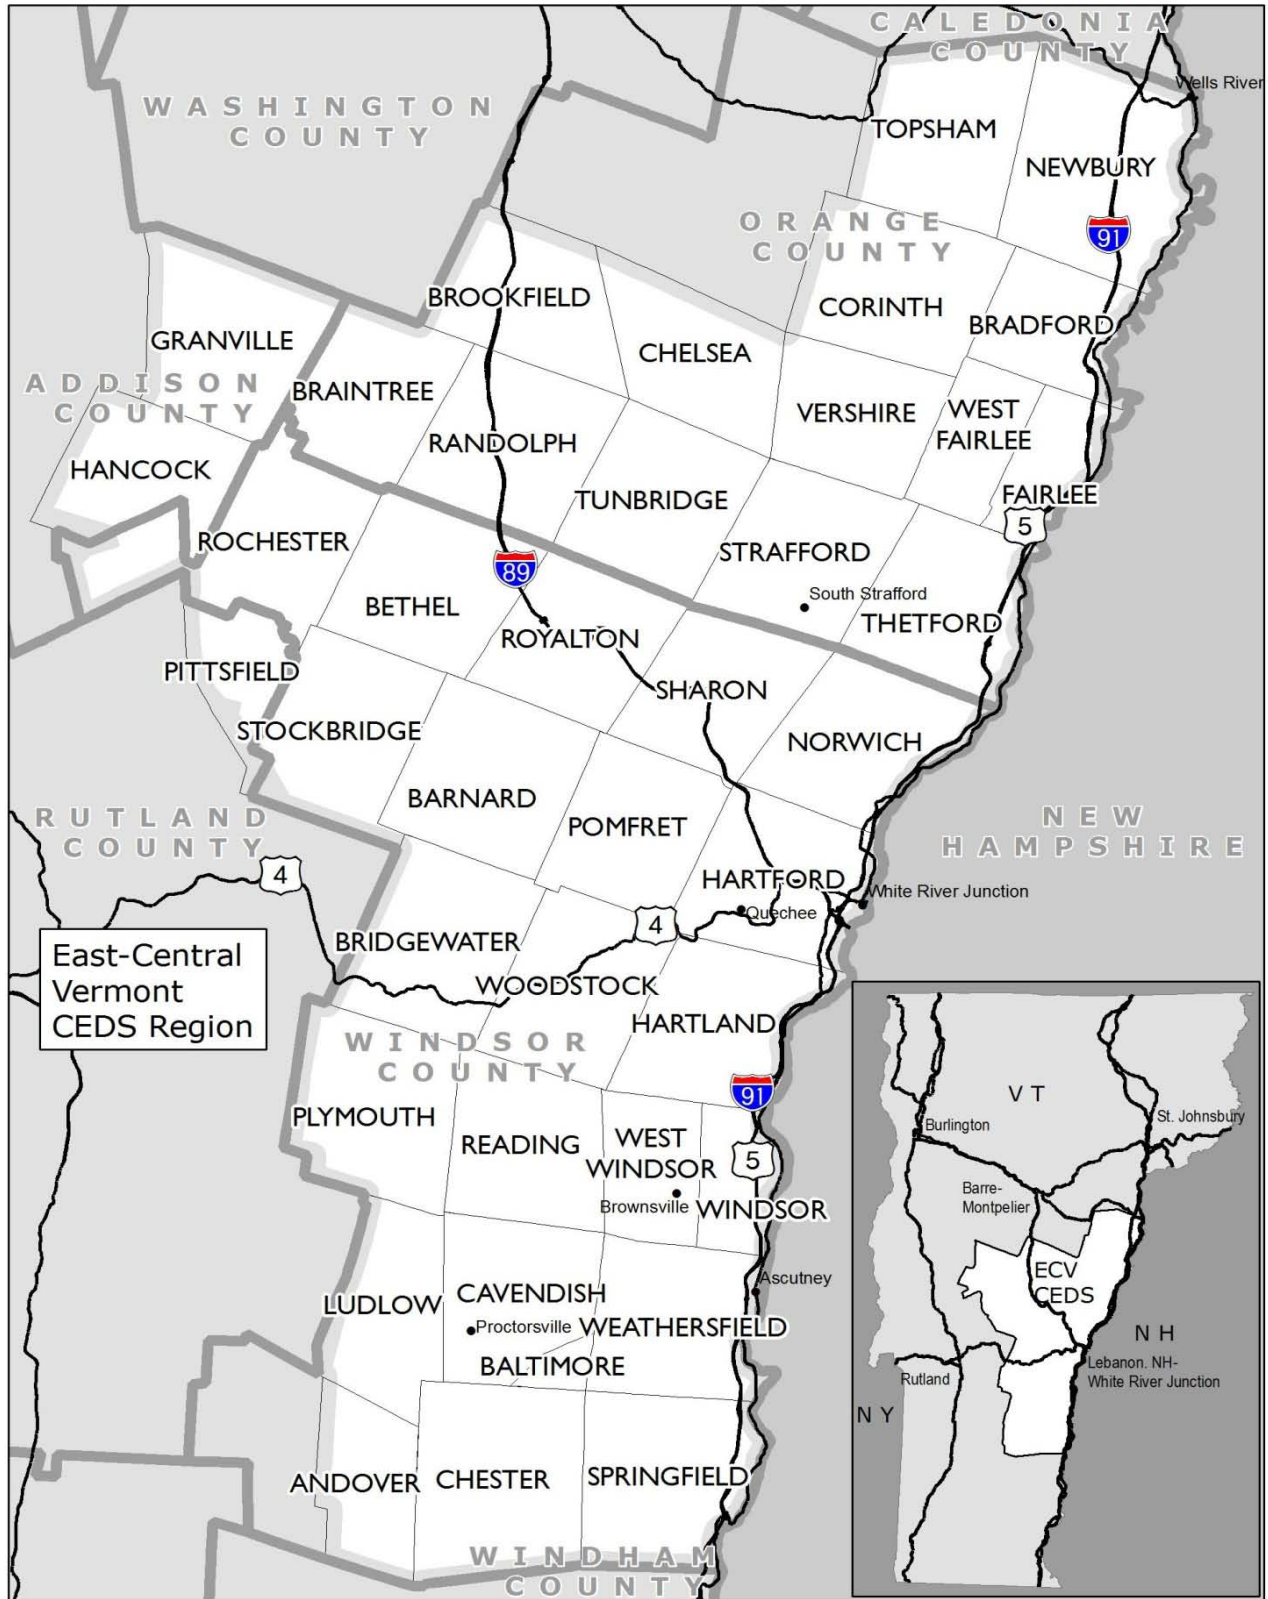 CALEDONIA
COUNTY
Wells River
WASHINGTON
COUNTY
TOPSHAM
NEWBURY
ORANGE
COUNTY
91
BROOKFIELD
CORINTH
BRADFORD
GRANVILLE
CHELSEA
ADDISON
COUNTY
BRAINTREE
VERSHIRE
WEST
FAIRLEE
RANDOLPH
HANCOCK
TUNBRIDGE
FAIRLEE
5
ROCHESTER
STRAFFORD
89
South Strafford
BETHEL
THETFORD
ROYALTON
PITTSFIELD
SHARON
STOCKBRIDGE
NORWICH
BARNARD
RUTLAND
COUNTY
POMFRET
NEW
HAMPSHIRE
4
HARTFORD
White River Junction
Quechee
4
BRIDGEWATER
East-Central
Vermont
CEDS Region
WOODSTOCK
HARTLAND
WINDSOR
COUNTY
91
PLYMOUTH
READING
WEST
WINDSOR
5
Brownsville
WINDSOR
Ascutney
CAVENDISH
LUDLOW
Proctorsville
WEATHERSFIELD
BALTIMORE
ANDOVER
CHESTER
SPRINGFIELD
WINDHAM
COUNTY
VT
St. Johnsbury
Burlington
Barre-
Montpelier
ECV
CEDS
NH
Lebanon. NH-
White River Junction
Rutland
NY